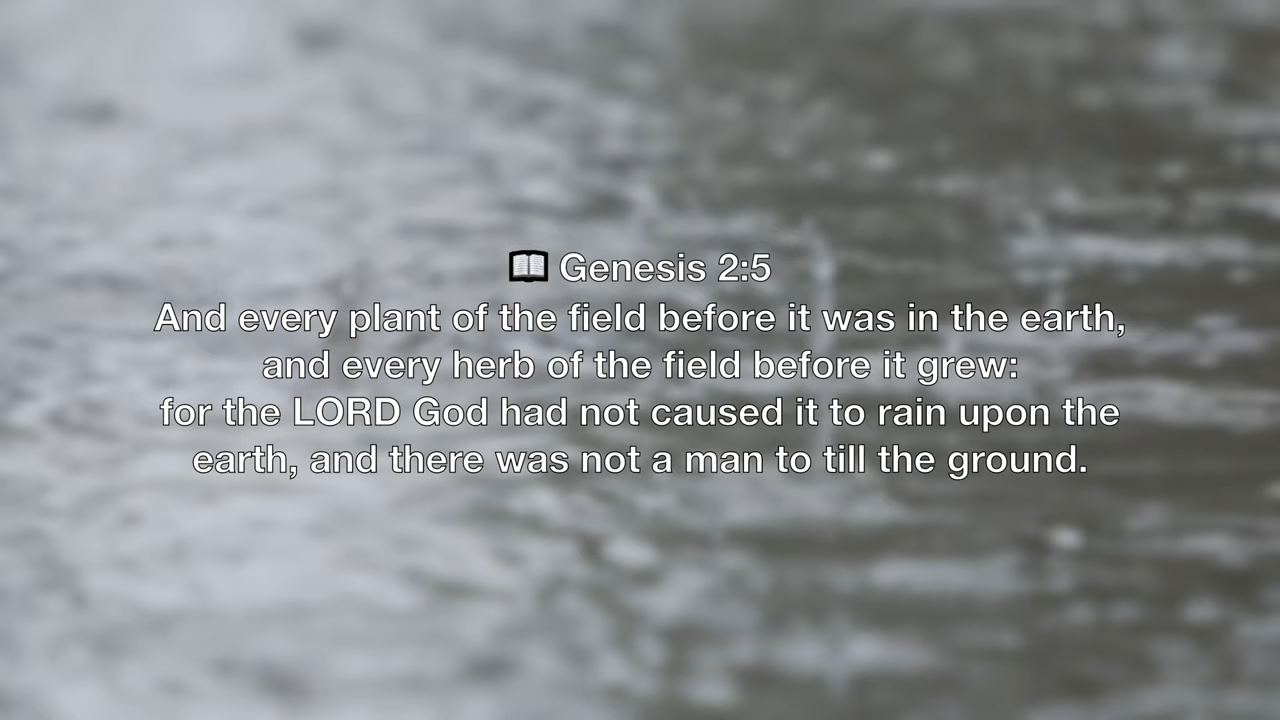 📖 Genesis 2:5
And every plant of the field before it was in the earth,
and every herb of the field before it grew:
for the LORD God had not caused it to rain upon the
earth, and there was not a man to till the ground.